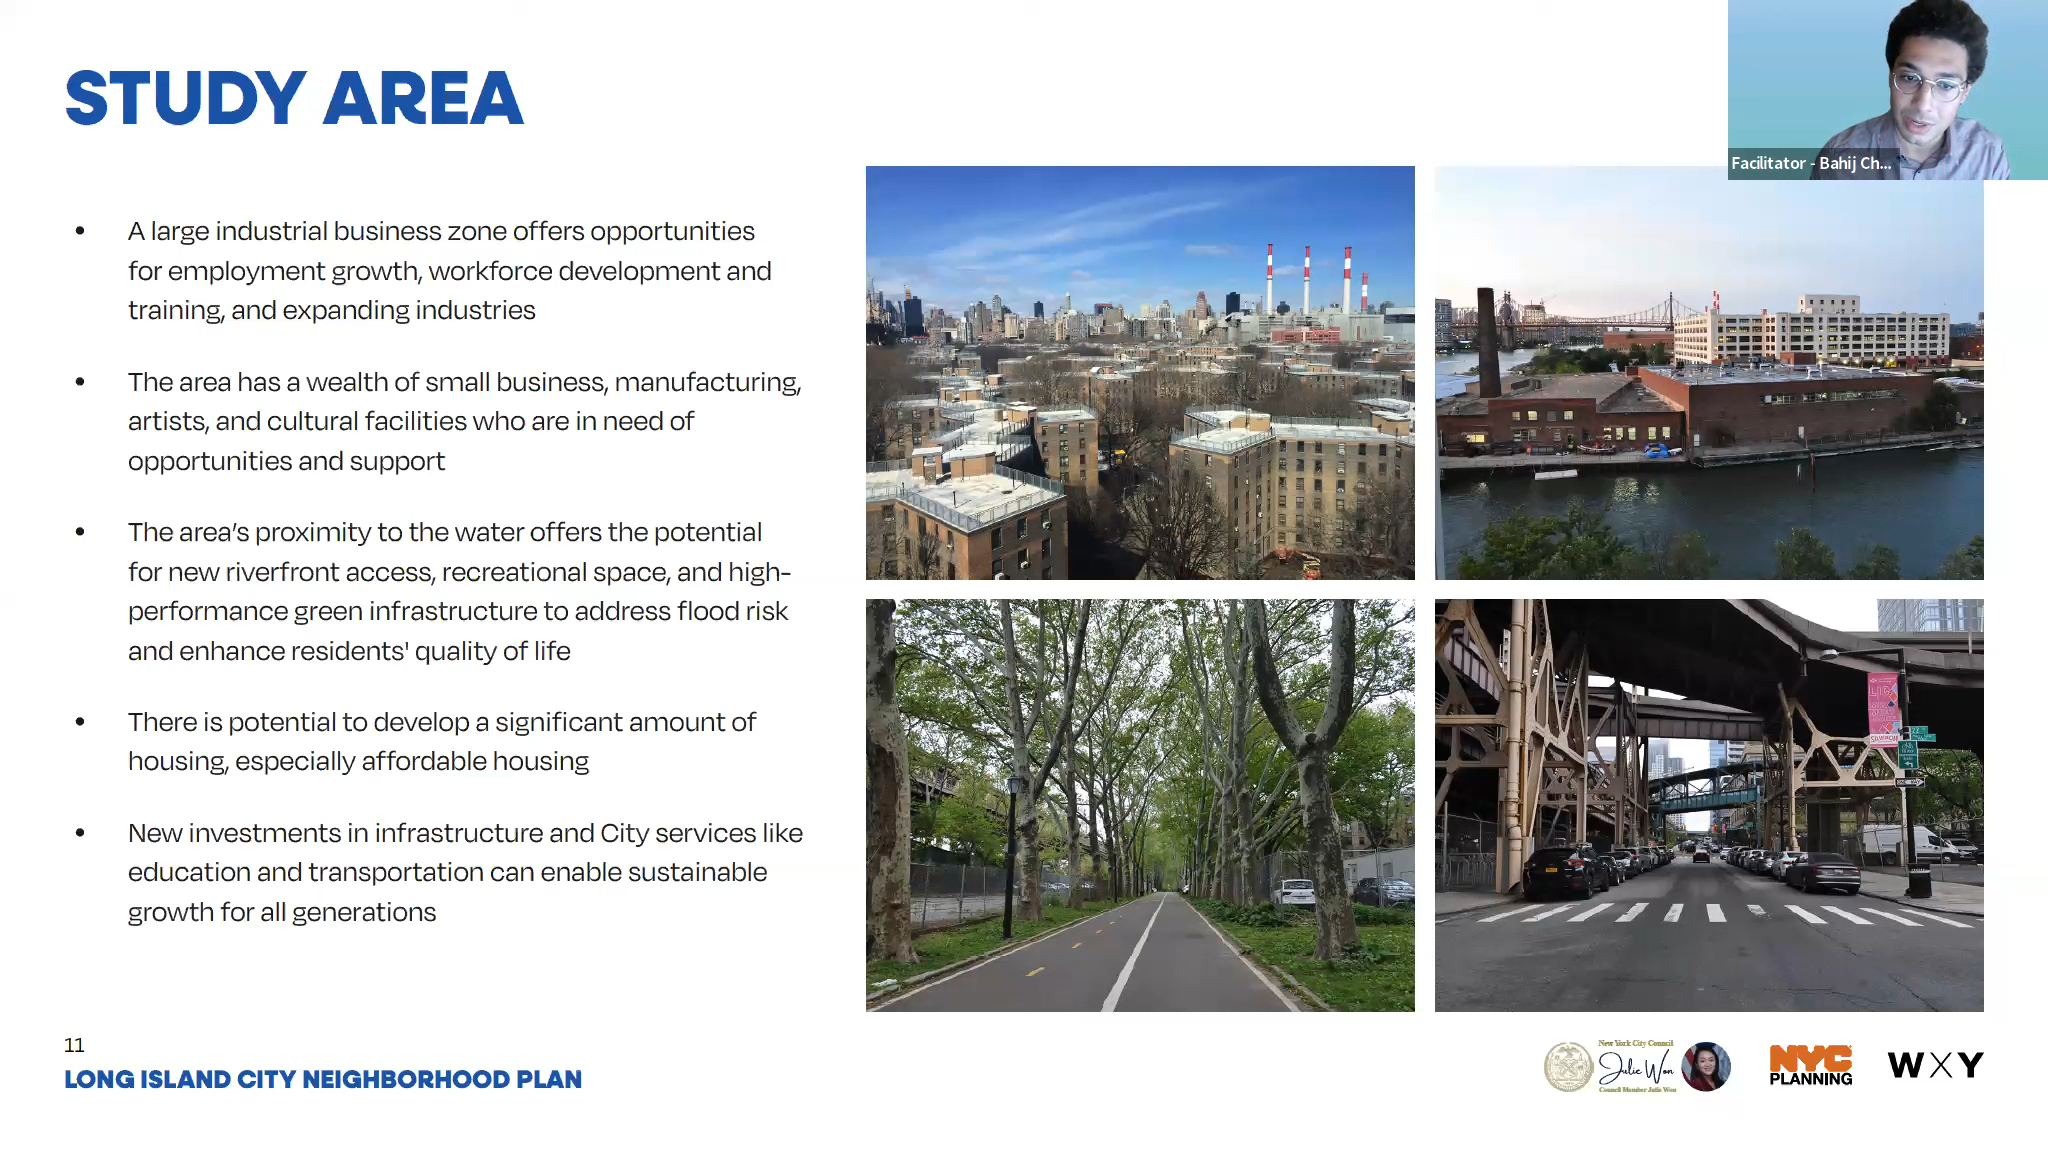 STUDY AREA
Facilitator - Bahij Ch...
• A large industrial business zone offers opportunities
for employment growth, workforce development and
training, and expanding industries
• The area has a wealth of small business, manufacturing,
artists, and cultural facilities who are in need of
opportunities and support
• The area’s proximity to the water offers the potential
for new riverfront access, recreational space, and high-
performance green infrastructure to address flood risk
and enhance residents' quality of life
• There is potential to develop a significant amount of
housing, especially affordable housing
• New investments in infrastructure and City services like
education and transportation can enable sustainable
growth for all generations
11
LONG ISLAND CITY NEIGHBORHOOD PLAN
New York City Council
Julie Won
Council Member Julie Won
NYC
PLANNING
WXY